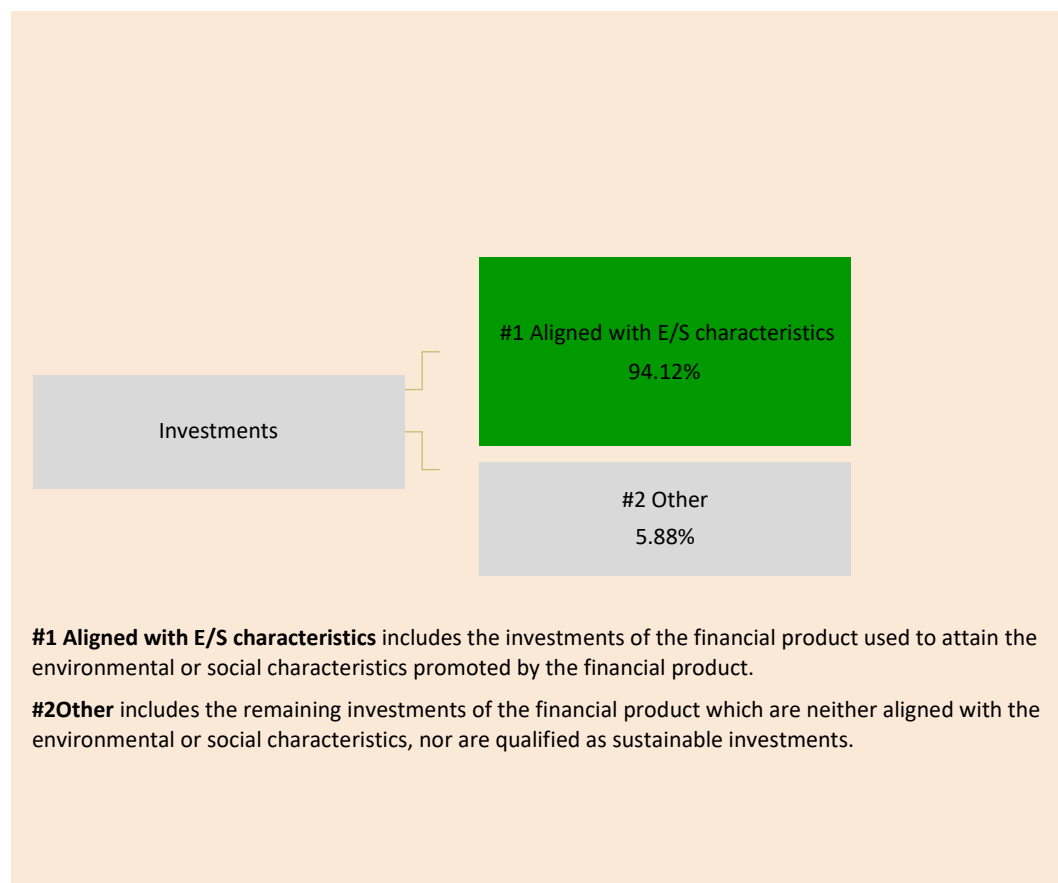 #1 Aligned with E/S characteristics
94.12%
Investments
#2 Other
5.88%
#1 Aligned with E/S characteristics includes the investments of the financial product used to attain the
environmental or social characteristics promoted by the financial product.
#2Other includes the remaining investments of the financial product which are neither aligned with the
environmental or social characteristics, nor are qualified as sustainable investments.